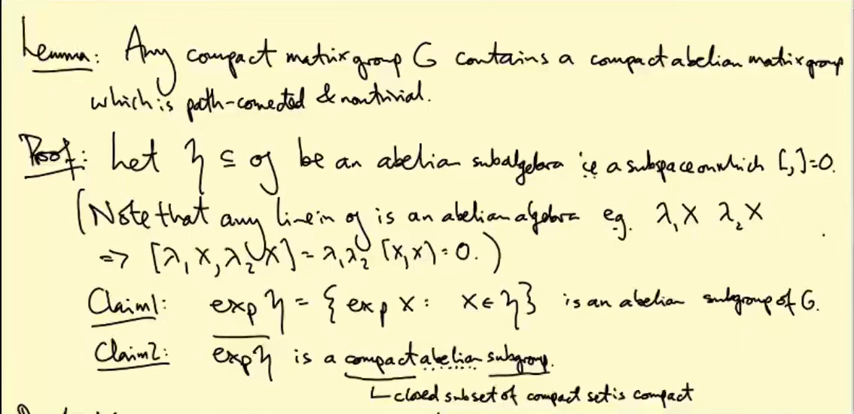 Lemma: Any compact matrix group G contains a compact abelian matrix group
which is path-connected & nontrivial.
Proof: Let η ⊆ g be an abelian subalgebra ie a subspace on which [,]=0.
(Note that any line in g is an abelian algebra eg. λ₁X λ₂X
=> [λ₁X, λ₂X] = λ₁λ₂ [X,X] = 0.)
Claim1: exp η = { exp X : X ∈ η } is an abelian subgroup of G.
Claim2: \overline{exp η} is a compact abelian subgroup.
closed subset of compact set is compact